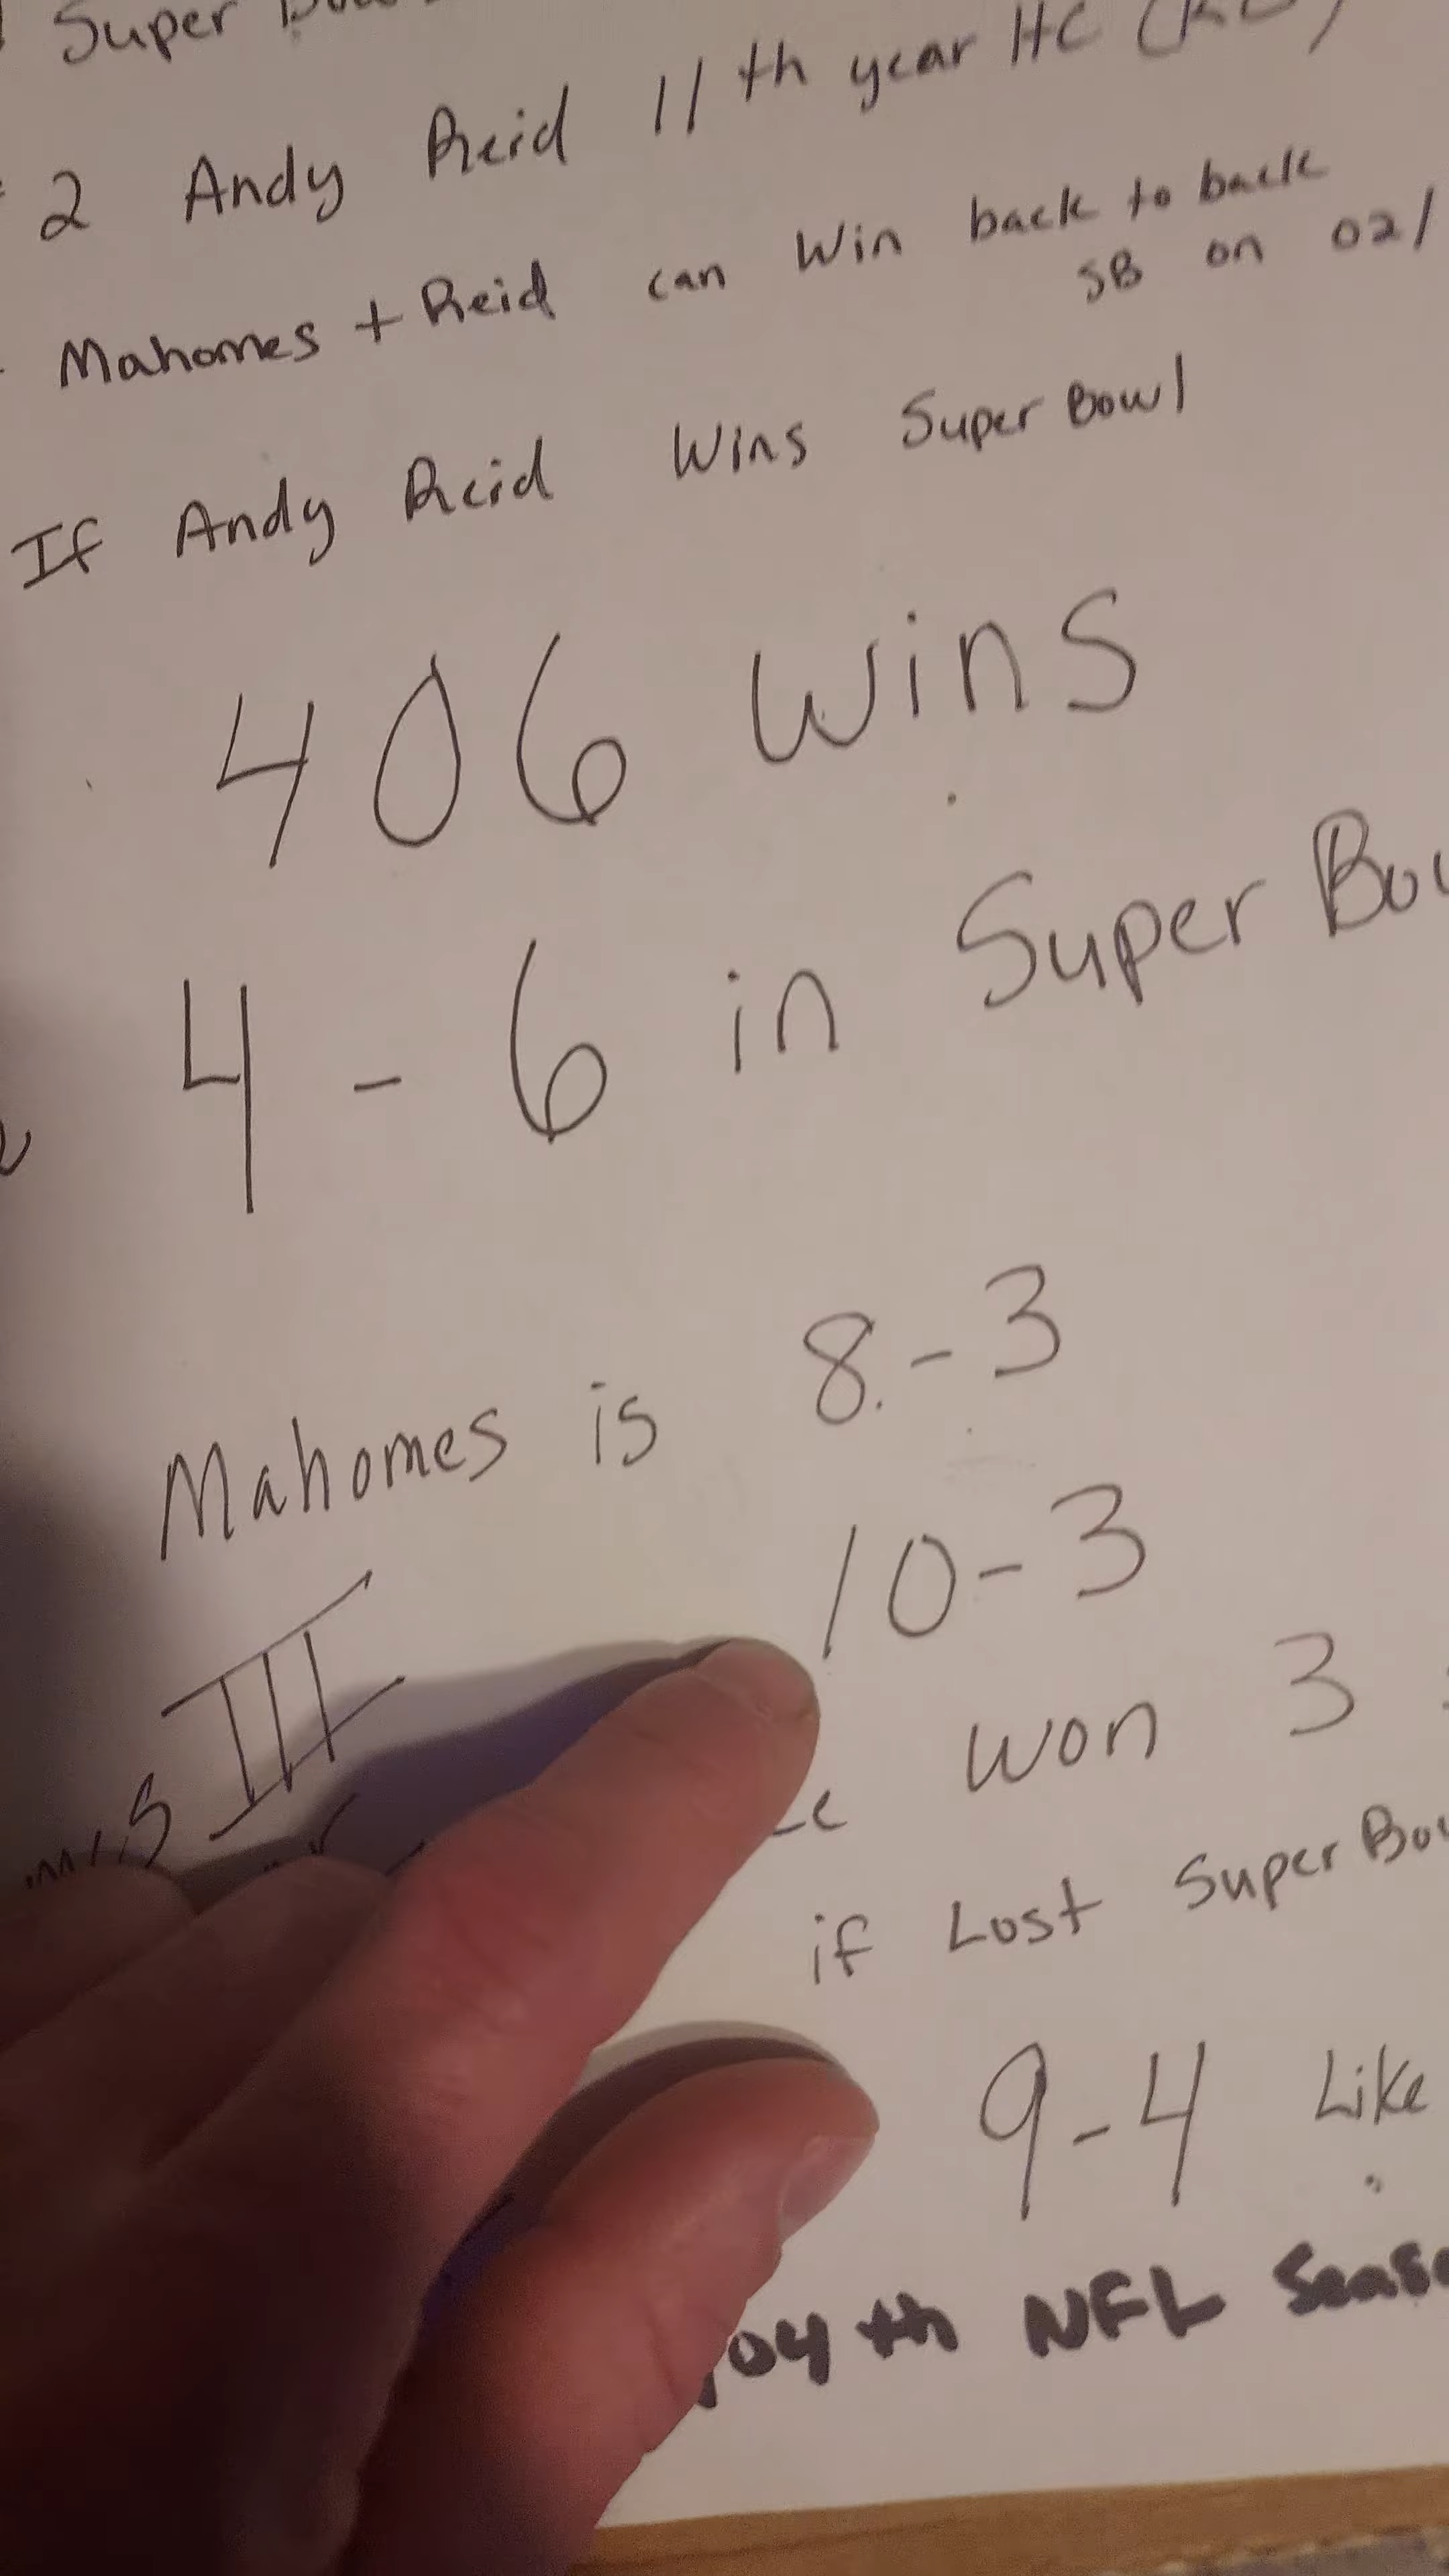 Super
2 Andy Reid 11th year HC
Mahomes + Reid can Win back to back
SB on 02/
If Andy Reid Wins Super Bowl
406 Wins
4-6 in Super
Mahomes is 8-3
10-3
III
won 3
if Lost Super
9-4 Like
104th NFL